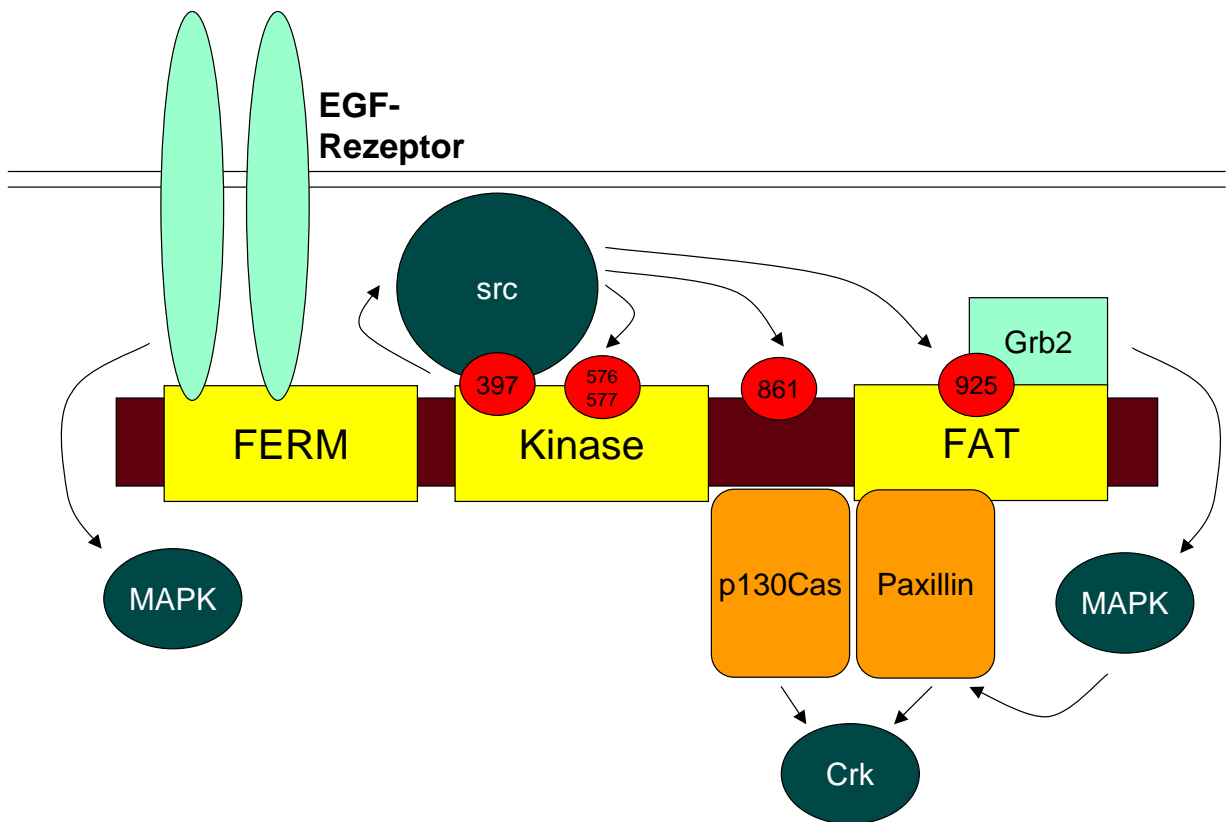 EGF-
Rezeptor
src
Grb2
397
576
577
861
925
FERM
Kinase
FAT
p130Cas
Paxillin
MAPK
MAPK
Crk